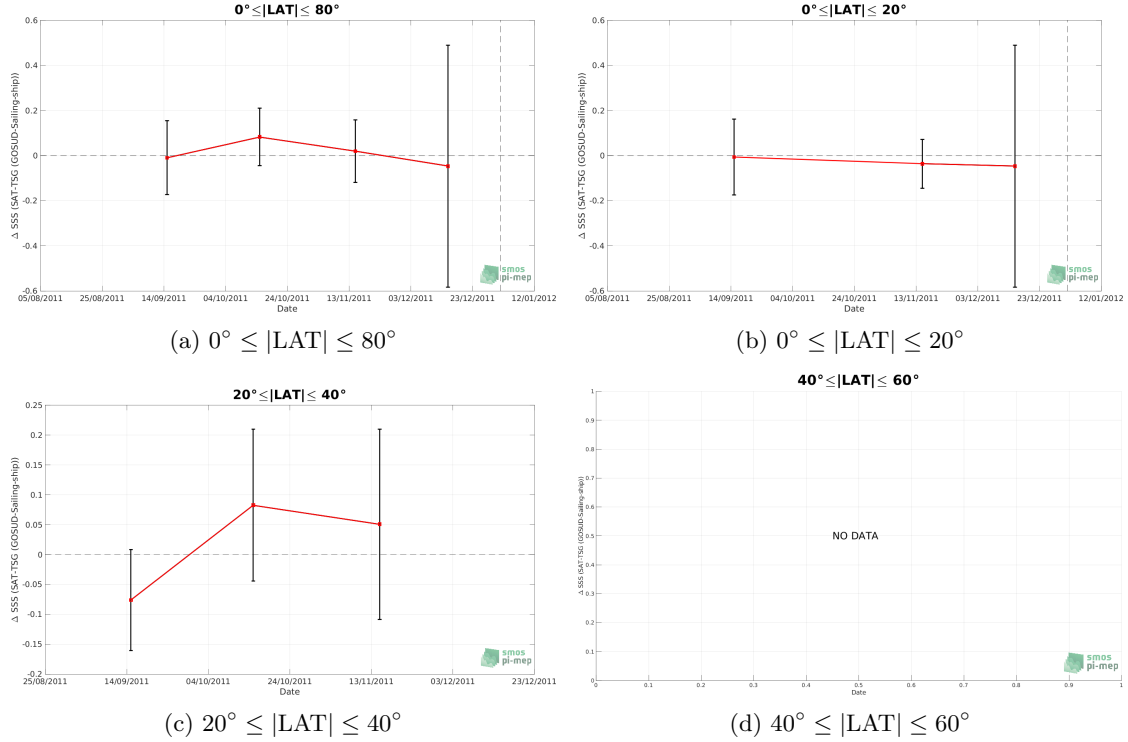 0°≤|LAT|≤ 80°
Δ SSS (SAT-TSG (GOSUD-Sailing-ship))
0.6
0.4
0.2
0
-0.2
-0.4
-0.6
05/08/2011 25/08/2011 14/09/2011 04/10/2011 24/10/2011 13/11/2011 03/12/2011 23/12/2011 12/01/2012
Date
smos
pi-mep
(a) 0° ≤ |LAT| ≤ 80°
0°≤|LAT|≤ 20°
Δ SSS (SAT-TSG (GOSUD-Sailing-ship))
0.6
0.4
0.2
0
-0.2
-0.4
-0.6
05/08/2011 25/08/2011 14/09/2011 04/10/2011 24/10/2011 13/11/2011 03/12/2011 23/12/2011 12/01/2012
Date
smos
pi-mep
(b) 0° ≤ |LAT| ≤ 20°
20°≤|LAT|≤ 40°
Δ SSS (SAT-TSG (GOSUD-Sailing-ship))
0.25
0.2
0.15
0.1
0.05
0
-0.05
-0.1
-0.15
-0.2
25/08/2011 14/09/2011 04/10/2011 24/10/2011 13/11/2011 03/12/2011 23/12/2011
Date
smos
pi-mep
(c) 20° ≤ |LAT| ≤ 40°
40°≤|LAT|≤ 60°
Δ SSS (SAT-TSG (GOSUD-Sailing-ship))
1
0.9
0.8
0.7
0.6
0.5
0.4
0.3
0.2
0.1
0
NO DATA
0 0.1 0.2 0.3 0.4 0.5 0.6 0.7 0.8 0.9 1
Date
smos
pi-mep
(d) 40° ≤ |LAT| ≤ 60°